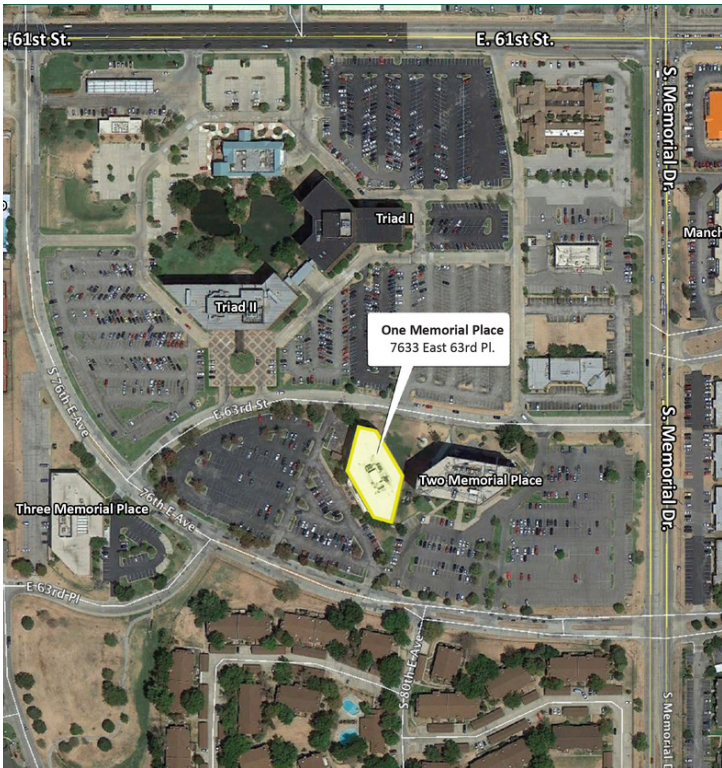 E. 61st St.
E. 61st St.
S. Memorial Dr.
Triad I
Manch
Triad II
One Memorial Place
7633 East 63rd Pl.
S 76th E Ave
E 63rd St
S. Memorial Dr.
Two Memorial Place
76th E Ave
Three Memorial Place
E 63rd Pl
S 80th E Ave
S Memorial D